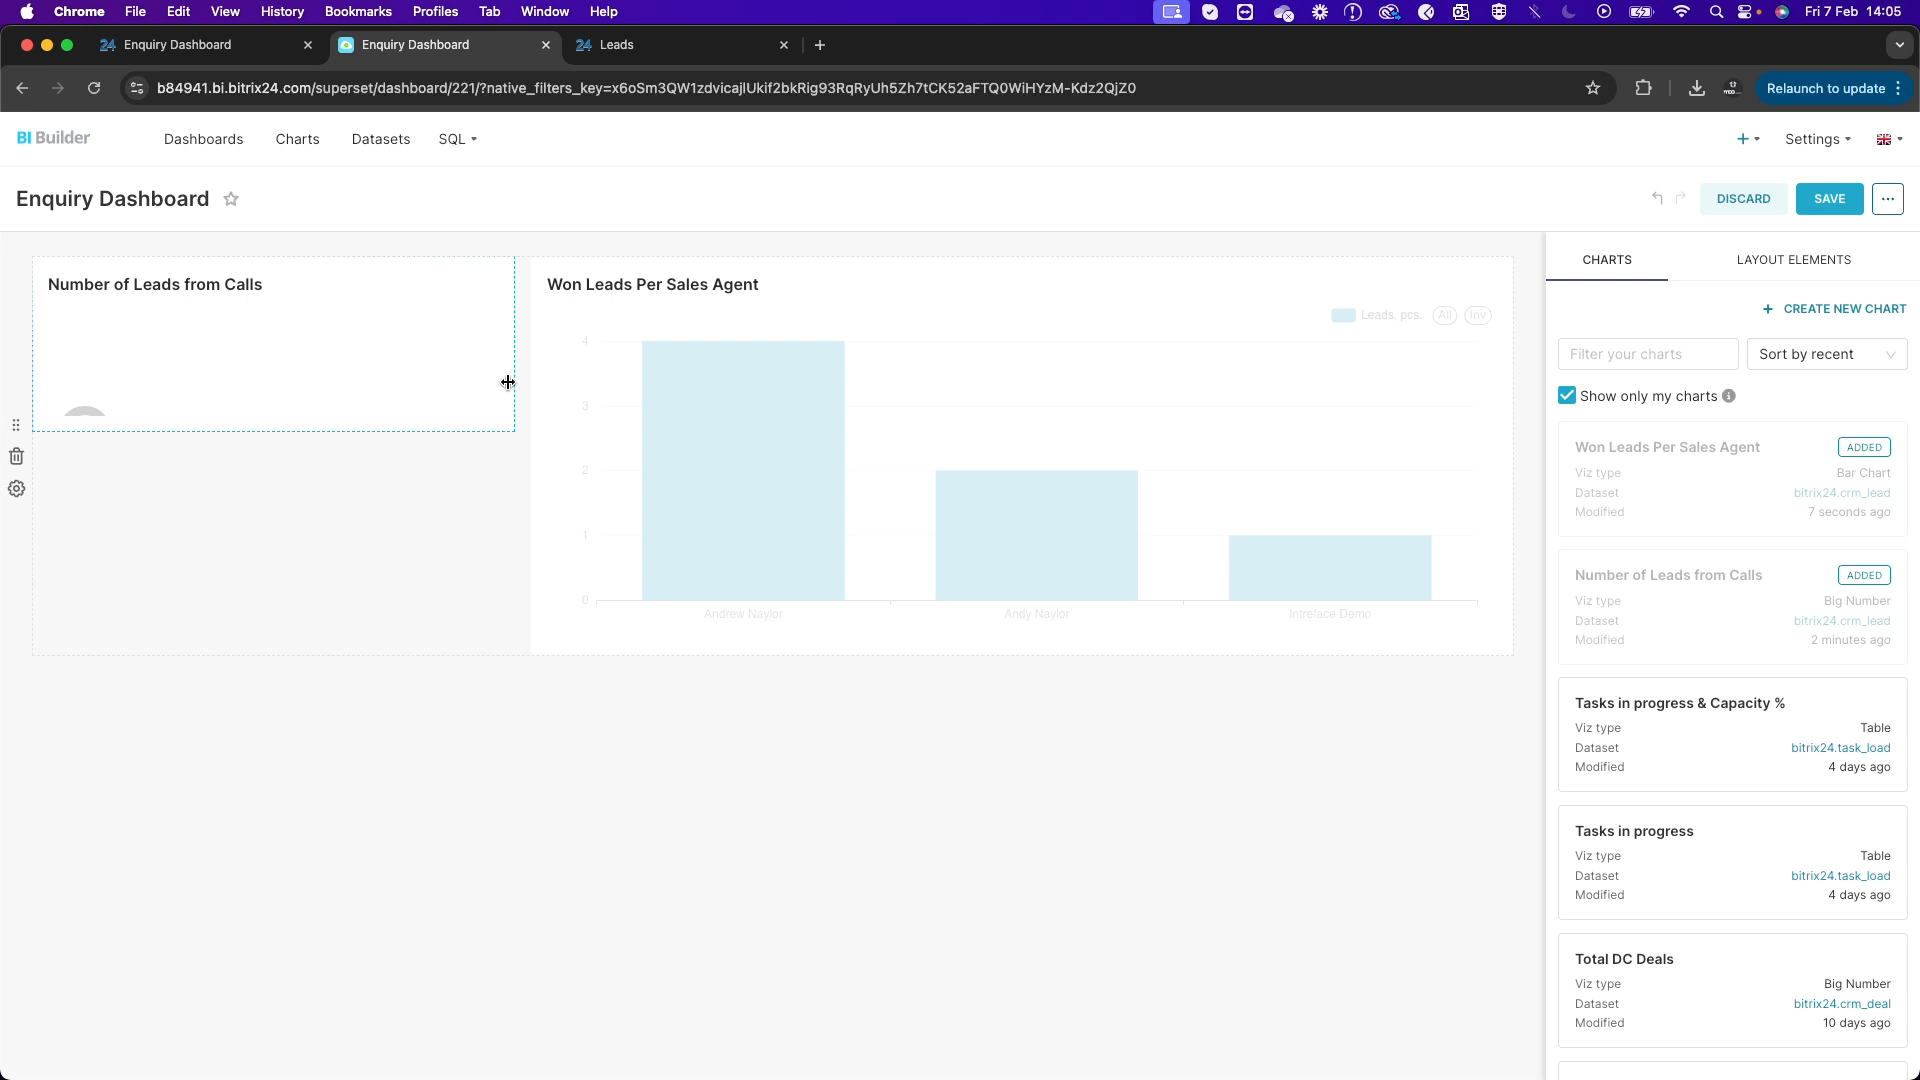 Chrome File Edit View History Bookmarks Profiles Tab Window Help Fri 7 Feb 14:05
24 Enquiry Dashboard
Enquiry Dashboard
24 Leads
b84941.bi.bitrix24.com/superset/dashboard/221/?native_filters_key=x6oSm3QW1zdvicajlUkif2bkRig93RqRyUh5Zh7tCK52aFTQ0WiHYzM-Kdz2QjZ0
Relaunch to update
BI Builder Dashboards Charts Datasets SQL + Settings
Enquiry Dashboard
DISCARD SAVE ...
Number of Leads from Calls
Won Leads Per Sales Agent
Leads, pcs. All Inv
4
3
2
1
0
Andrew Naylor Andy Naylor Intreface Demo
CHARTS LAYOUT ELEMENTS
+ CREATE NEW CHART
Filter your charts Sort by recent
Show only my charts
Won Leads Per Sales Agent ADDED
Viz type Bar Chart
Dataset bitrix24.crm_lead
Modified 7 seconds ago
Number of Leads from Calls ADDED
Viz type Big Number
Dataset bitrix24.crm_lead
Modified 2 minutes ago
Tasks in progress & Capacity %
Viz type Table
Dataset bitrix24.task_load
Modified 4 days ago
Tasks in progress
Viz type Table
Dataset bitrix24.task_load
Modified 4 days ago
Total DC Deals
Viz type Big Number
Dataset bitrix24.crm_deal
Modified 10 days ago